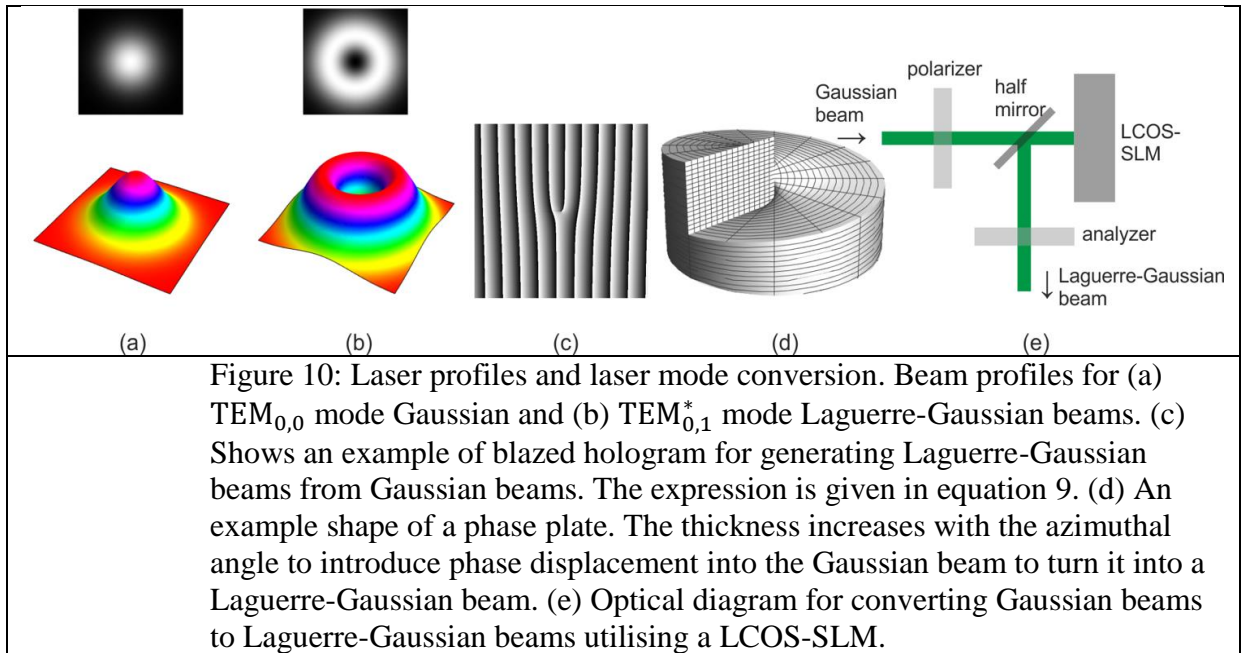 polarizer
Gaussian
beam
→
half
mirror
LCOS-
SLM
analyzer
↓ Laguerre-Gaussian
beam
(a)
(b)
(c)
(d)
(e)
Figure 10: Laser profiles and laser mode conversion. Beam profiles for (a)
TEM₀,₀ mode Gaussian and (b) TEM*₀,₁ mode Laguerre-Gaussian beams. (c)
Shows an example of blazed hologram for generating Laguerre-Gaussian
beams from Gaussian beams. The expression is given in equation 9. (d) An
example shape of a phase plate. The thickness increases with the azimuthal
angle to introduce phase displacement into the Gaussian beam to turn it into a
Laguerre-Gaussian beam. (e) Optical diagram for converting Gaussian beams
to Laguerre-Gaussian beams utilising a LCOS-SLM.